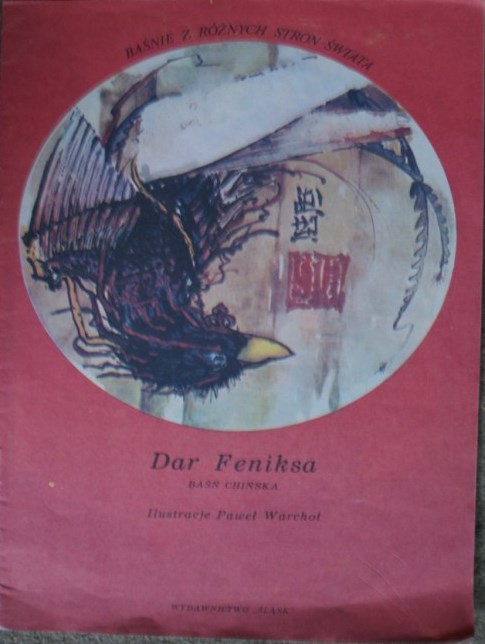 BAŚNIE Z RÓŻNYCH STRON ŚWIATA
Dar Feniksa
BAŚŃ CHIŃSKA
Ilustracje Paweł Warchoł
WYDAWNICTWO „ŚLĄSK”